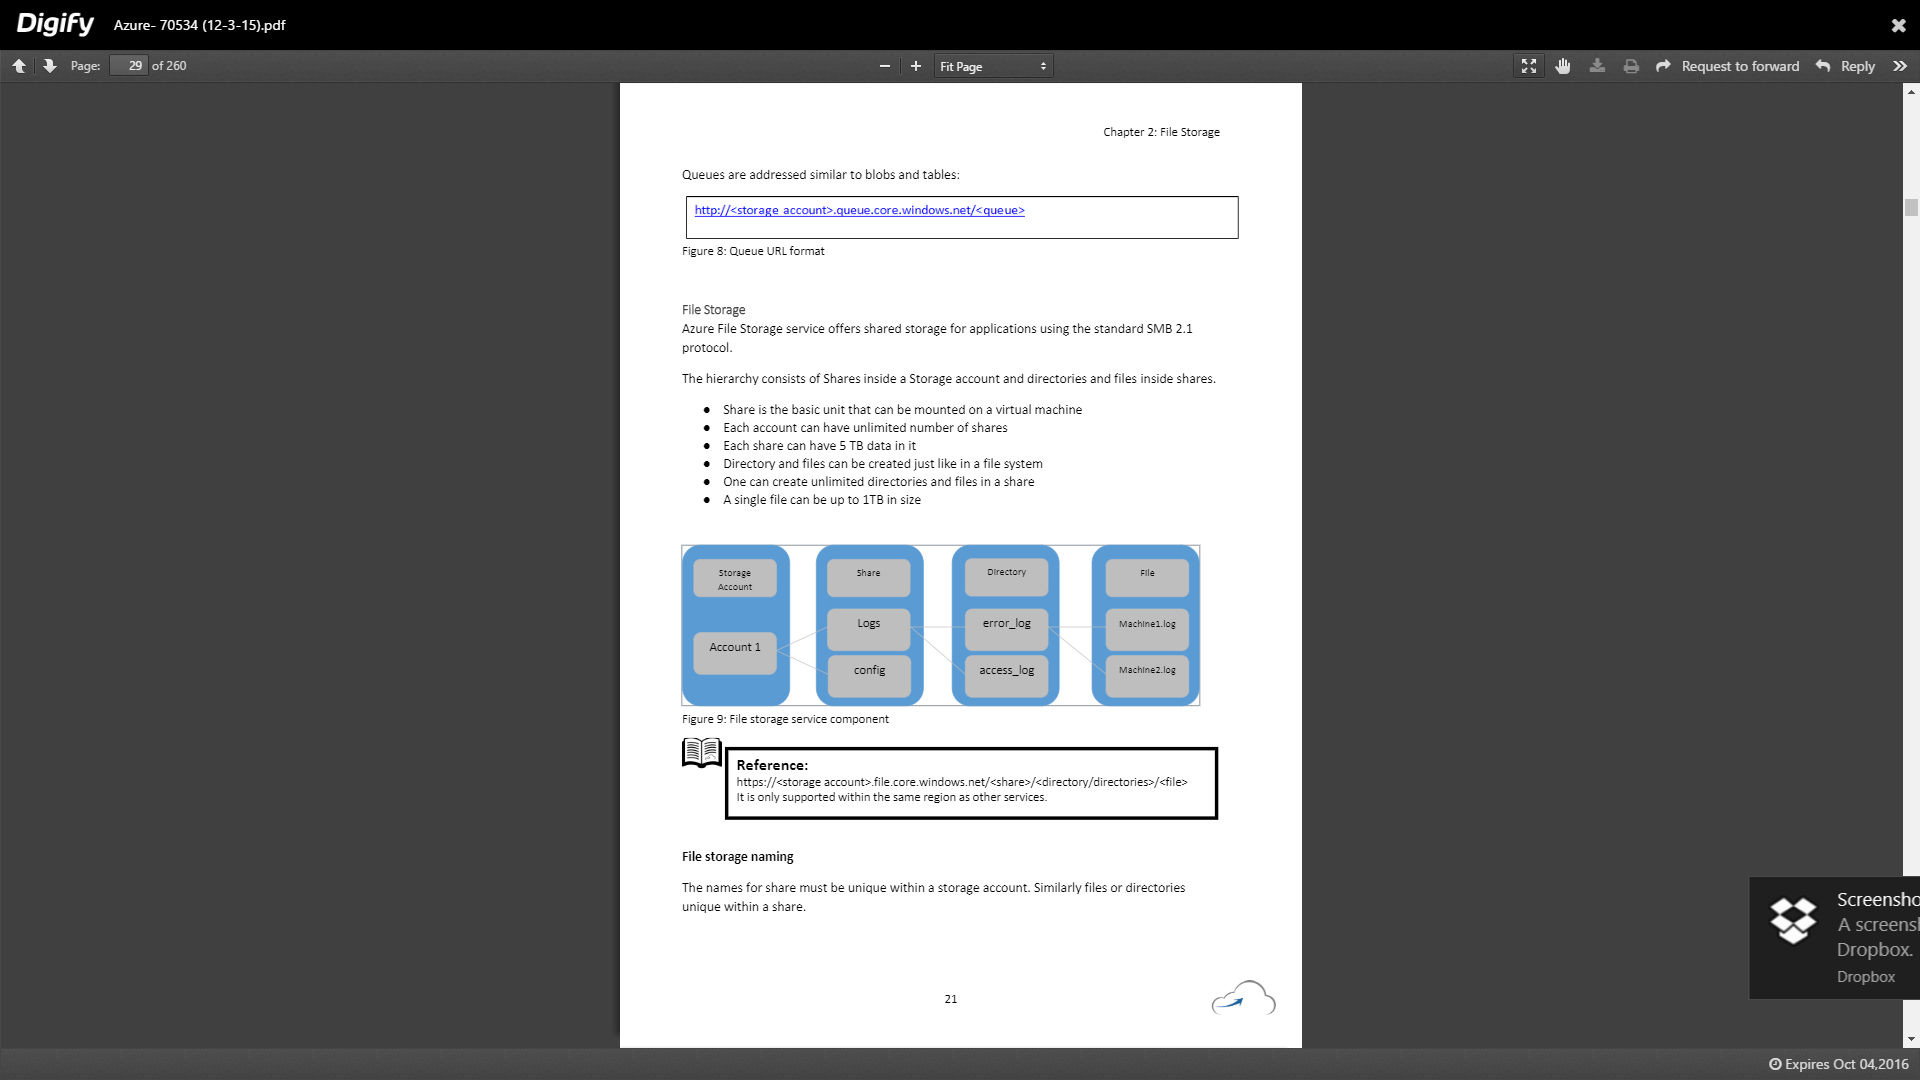 Digify Azure- 70534 (12-3-15).pdf
Page: 29 of 260
Fit Page
Request to forward Reply
Chapter 2: File Storage
Queues are addressed similar to blobs and tables:
http://<storage account>.queue.core.windows.net/<queue>
Figure 8: Queue URL format
File Storage
Azure File Storage service offers shared storage for applications using the standard SMB 2.1
protocol.
The hierarchy consists of Shares inside a Storage account and directories and files inside shares.
● Share is the basic unit that can be mounted on a virtual machine
● Each account can have unlimited number of shares
● Each share can have 5 TB data in it
● Directory and files can be created just like in a file system
● One can create unlimited directories and files in a share
● A single file can be up to 1TB in size
Storage
Account
Account 1
Share
Logs
config
Directory
error_log
access_log
File
Machine1.log
Machine2.log
Figure 9: File storage service component
Reference:
https://<storage account>.file.core.windows.net/<share>/<directory/directories>/<file>
It is only supported within the same region as other services.
File storage naming
The names for share must be unique within a storage account. Similarly files or directories
unique within a share.
21
Screensho
A screensh
Dropbox.
Dropbox
Expires Oct 04,2016